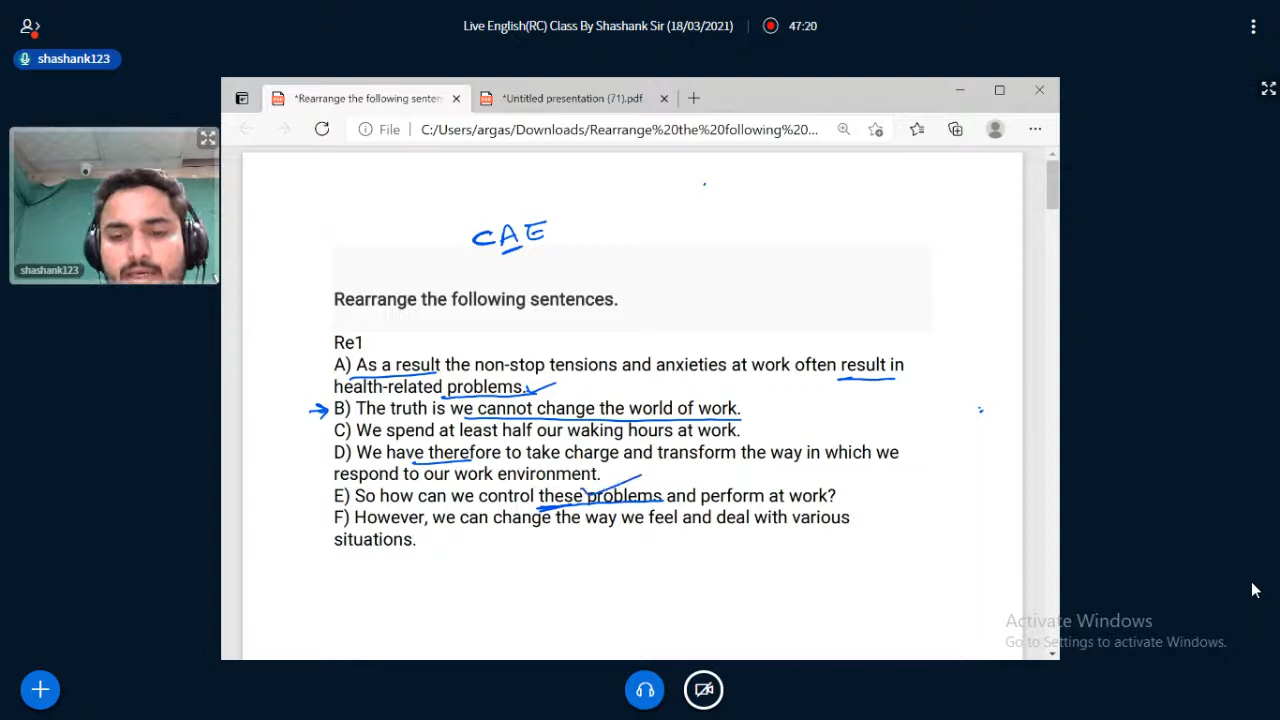 Live English(RC) Class By Shashank Sir (18/03/2021)
47:20
shashank123
*Rearrange the following senten
*Untitled presentation (71).pdf
File
C:/Users/argas/Downloads/Rearrange%20the%20following%20...
shashank123
CAE
Rearrange the following sentences.
Re1
A) As a result the non-stop tensions and anxieties at work often result in
health-related problems.
B) The truth is we cannot change the world of work.
C) We spend at least half our waking hours at work.
D) We have therefore to take charge and transform the way in which we
respond to our work environment.
E) So how can we control these problems and perform at work?
F) However, we can change the way we feel and deal with various
situations.
Activate Windows
Go to Settings to activate Windows.